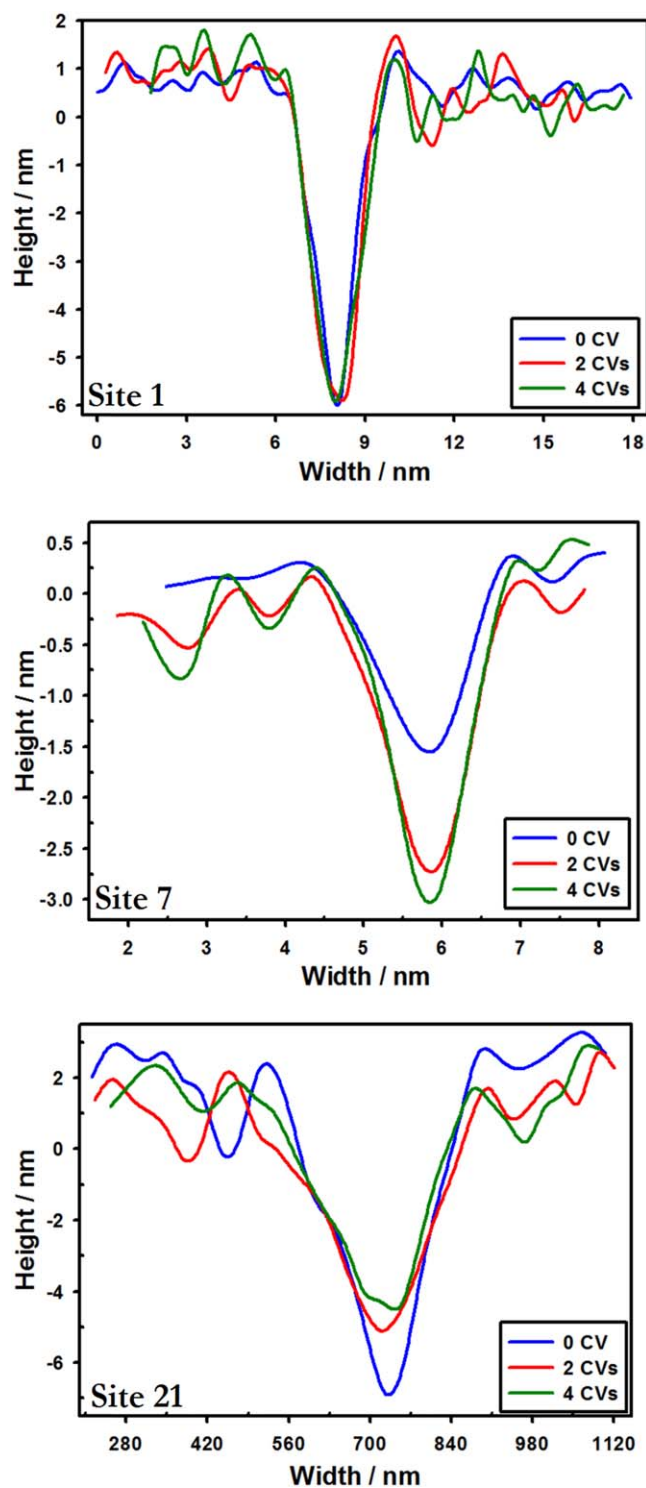 2
1
0
-1
2
-3
-4
-5
-6
Height / nm
Site 1
0 CV
2 CVs
4 CVs
0 3 6 9 12 15 18
Width / nm
0.5
0.0
-0.5
-1.0
-1.5
-2.0
-2.5
-3.0
Height / nm
Site 7
0 CV
2 CVs
4 CVs
2 3 4 5 6 7 8
Width / nm
2
0
-2
-4
-6
Height / nm
Site 21
0 CV
2 CVs
4 CVs
280 420 560 700 840 980 1120
Width / nm